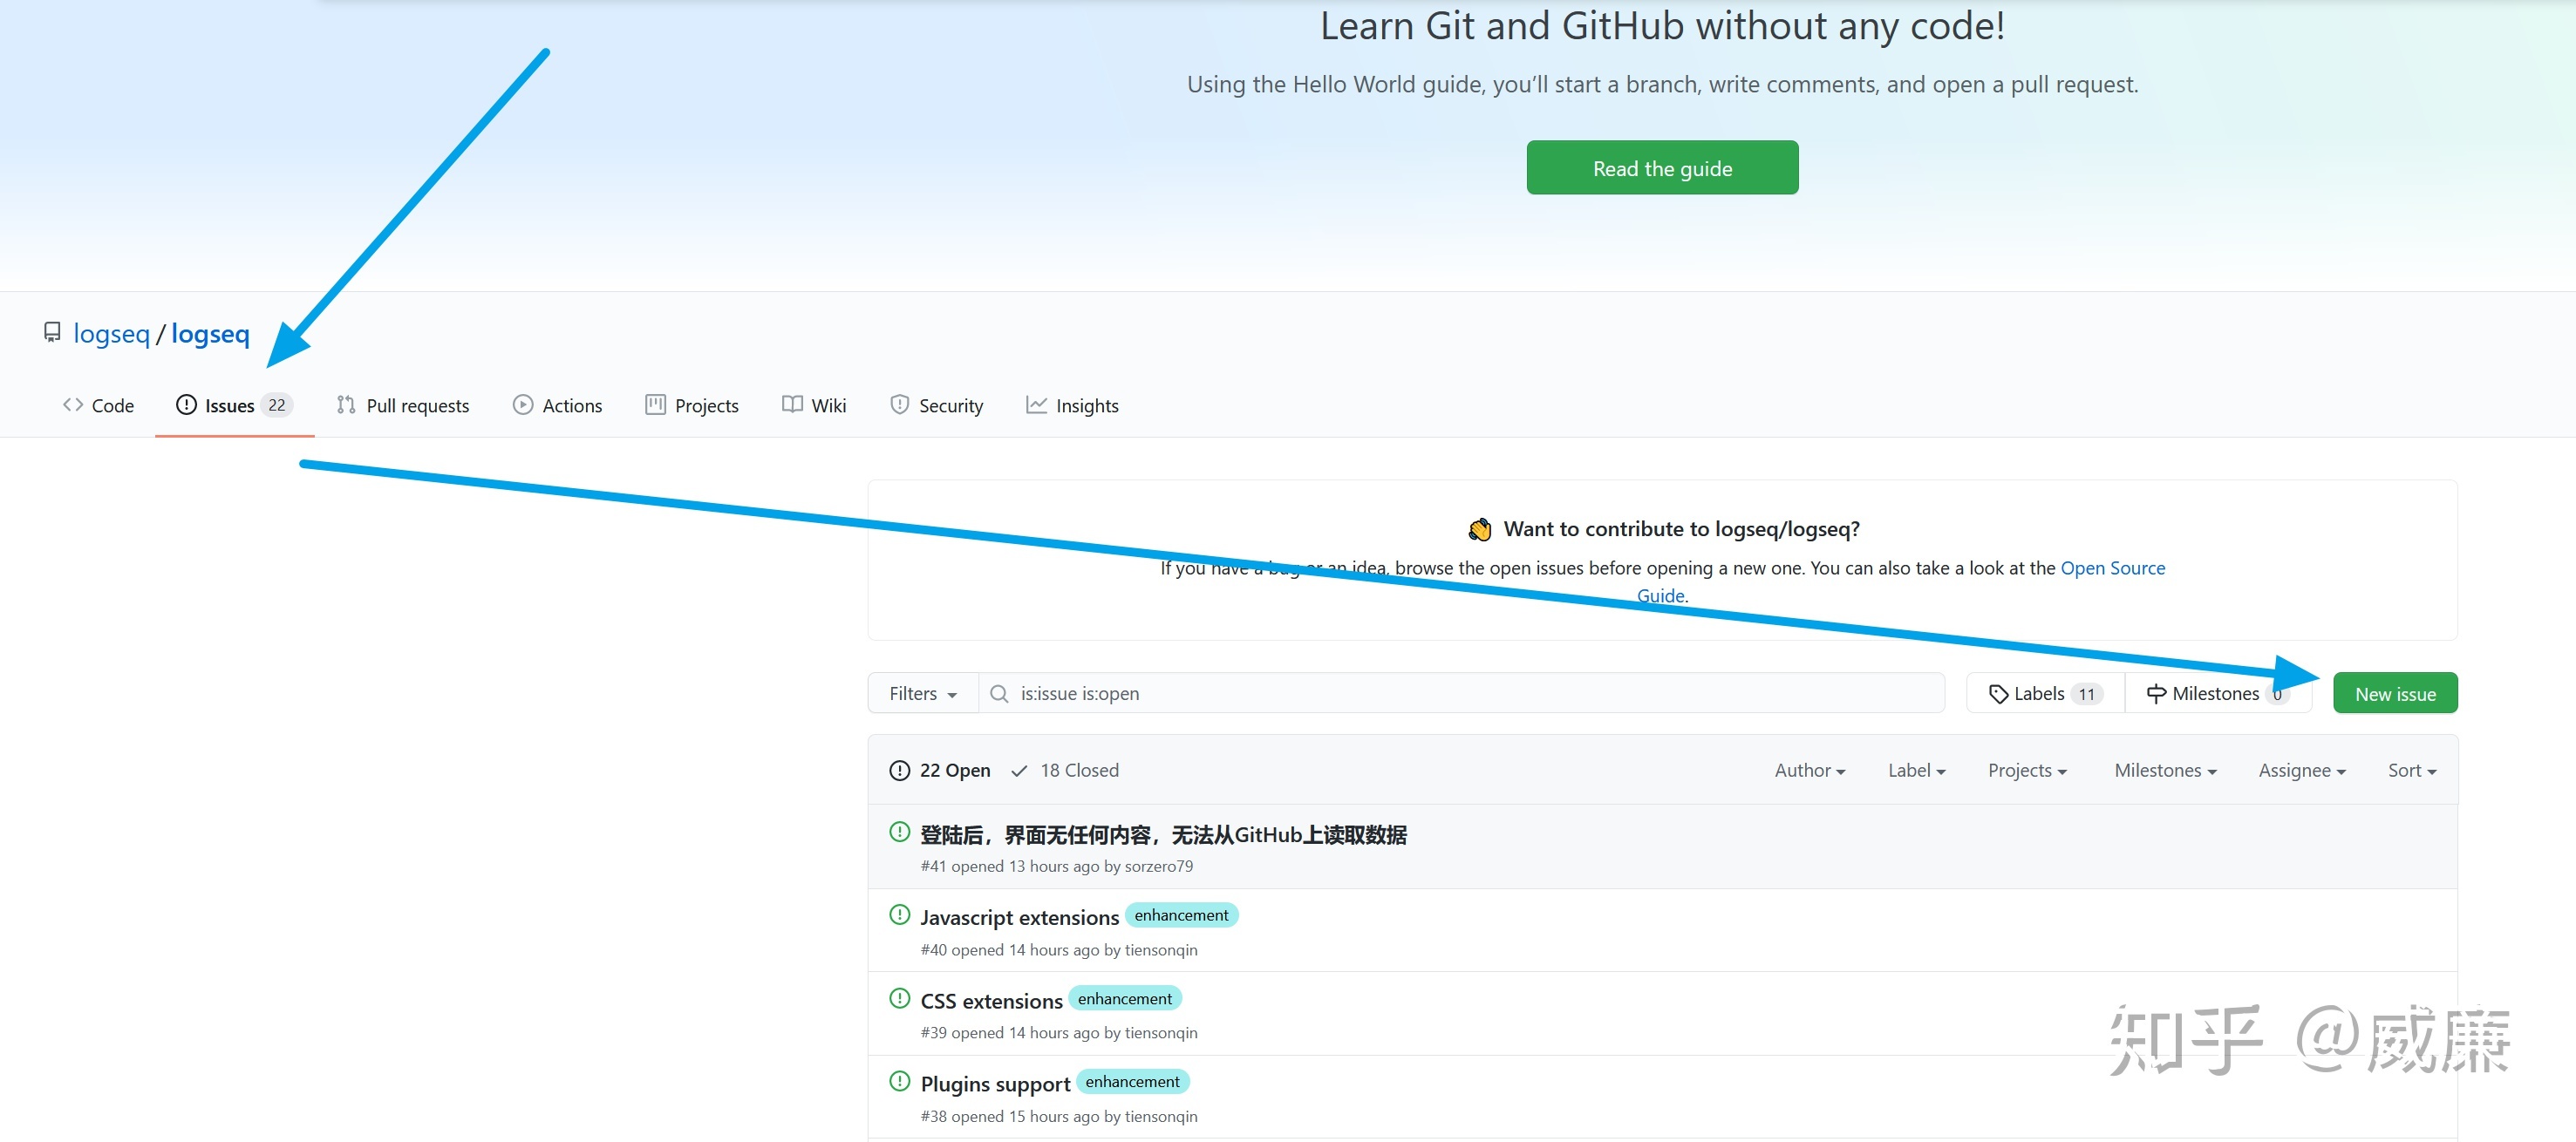 Learn Git and GitHub without any code!
Using the Hello World guide, you’ll start a branch, write comments, and open a pull request.
Read the guide
logseq / logseq
Code Issues 22 Pull requests Actions Projects Wiki Security Insights
👏 Want to contribute to logseq/logseq?
If you have a bug or an idea, browse the open issues before opening a new one. You can also take a look at the Open Source
Guide.
Filters is:issue is:open Labels 11 Milestones 0 New issue
22 Open 18 Closed Author Label Projects Milestones Assignee Sort
登陆后，界面无任何内容，无法从GitHub上读取数据
#41 opened 13 hours ago by sorzero79
Javascript extensions enhancement
#40 opened 14 hours ago by tiensonqin
CSS extensions enhancement
#39 opened 14 hours ago by tiensonqin
Plugins support enhancement
#38 opened 15 hours ago by tiensonqin
知乎 @威廉